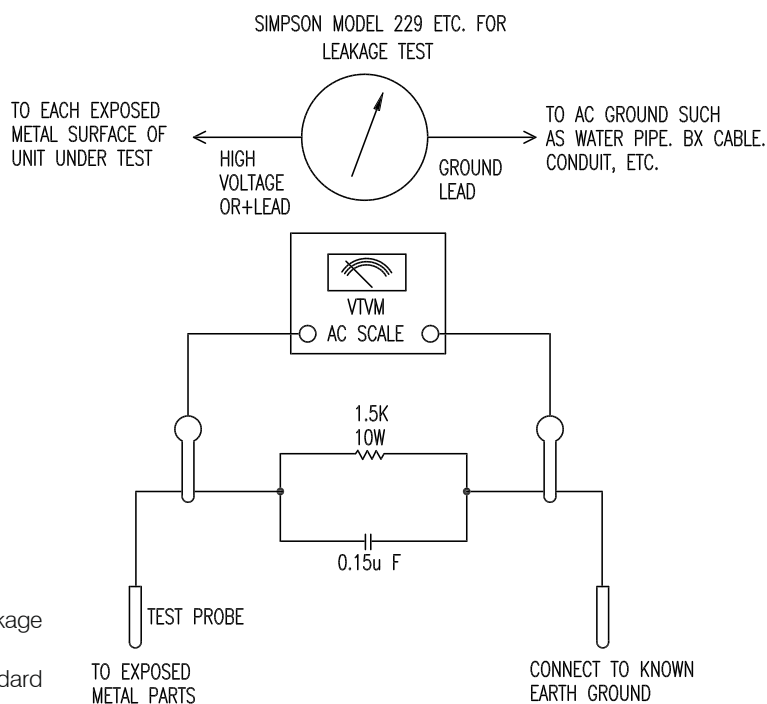 SIMPSON MODEL 229 ETC. FOR
LEAKAGE TEST
TO EACH EXPOSED
METAL SURFACE OF
UNIT UNDER TEST
HIGH
VOLTAGE
OR+LEAD
GROUND
LEAD
TO AC GROUND SUCH
AS WATER PIPE. BX CABLE.
CONDUIT, ETC.
VTVM
AC SCALE
1.5K
10W
0.15u F
TEST PROBE
TO EXPOSED
METAL PARTS
CONNECT TO KNOWN
EARTH GROUND
kage
dard